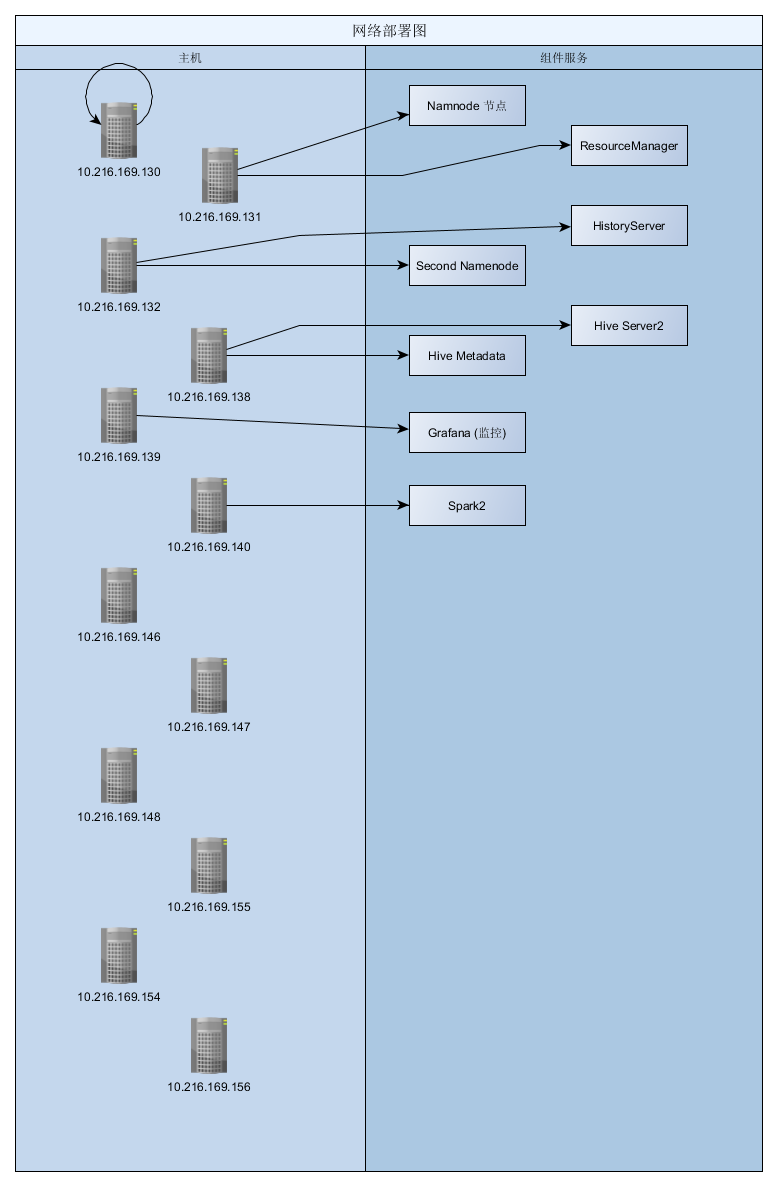 网络部署图
主机
组件服务
Namnode 节点
ResourceManager
10.216.169.130
10.216.169.131
HistoryServer
Second Namenode
10.216.169.132
Hive Server2
Hive Metadata
10.216.169.138
Grafana (监控)
10.216.169.139
Spark2
10.216.169.140
10.216.169.146
10.216.169.147
10.216.169.148
10.216.169.155
10.216.169.154
10.216.169.156